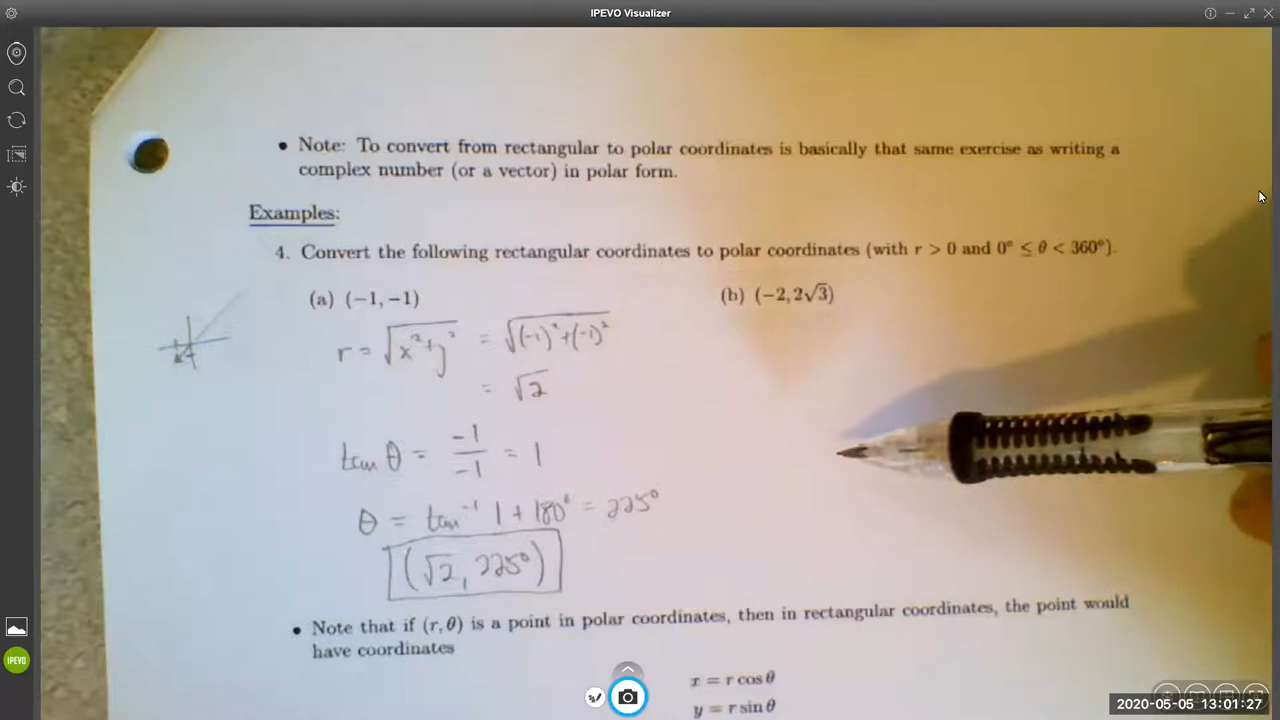 IPEVO Visualizer
• Note: To convert from rectangular to polar coordinates is basically that same exercise as writing a
complex number (or a vector) in polar form.
Examples:
4. Convert the following rectangular coordinates to polar coordinates (with r > 0 and 0° ≤ θ < 360°).
(a) (−1, −1)
(b) (−2, 2√3)
r = √(x²+y²) = √((-1)²+(-1)²)
= √2
tan θ = -1/-1 = 1
θ = tan⁻¹ 1 + 180° = 225°
(√2, 225°)
• Note that if (r, θ) is a point in polar coordinates, then in rectangular coordinates, the point would
have coordinates
x = r cos θ
y = r sin θ
IPEVO
2020-05-05 13:01:27